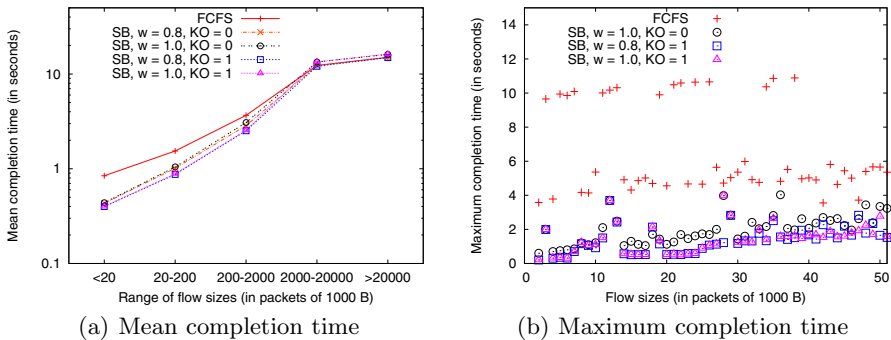 Mean completion time (in seconds)
100
10
1
0.1
FCFS
SB, w = 0.8, KO = 0
SB, w = 1.0, KO = 0
SB, w = 0.8, KO = 1
SB, w = 1.0, KO = 1
<20 20-200 200-2000 2000-20000 >20000
Range of flow sizes (in packets of 1000 B)
(a) Mean completion time
Maximum completion time (in seconds)
14
12
10
8
6
4
2
0
FCFS
SB, w = 1.0, KO = 0
SB, w = 0.8, KO = 1
SB, w = 1.0, KO = 1
0 10 20 30 40 50
Flow sizes (in packets of 1000 B)
(b) Maximum completion time